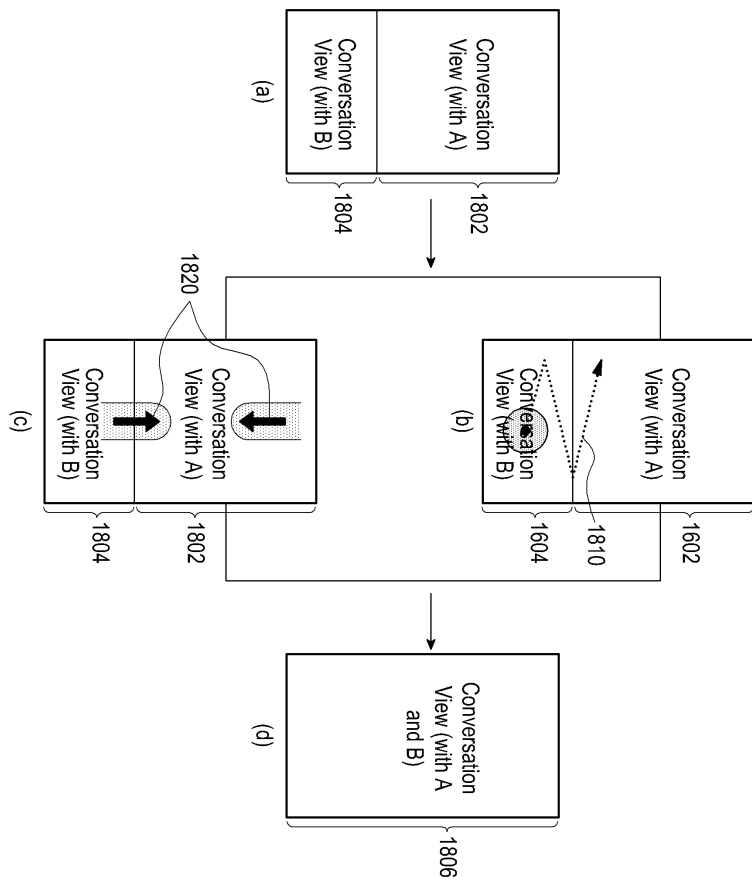 Conversation
View (with A)
1802
Conversation
View (with B)
1804
(a)
Conversation
View (with A)
1602
1810
Conversation
View (with B)
1604
(b)
Conversation
View (with A)
1802
1820
Conversation
View (with B)
1804
(c)
Conversation
View (with A
and B)
1806
(d)